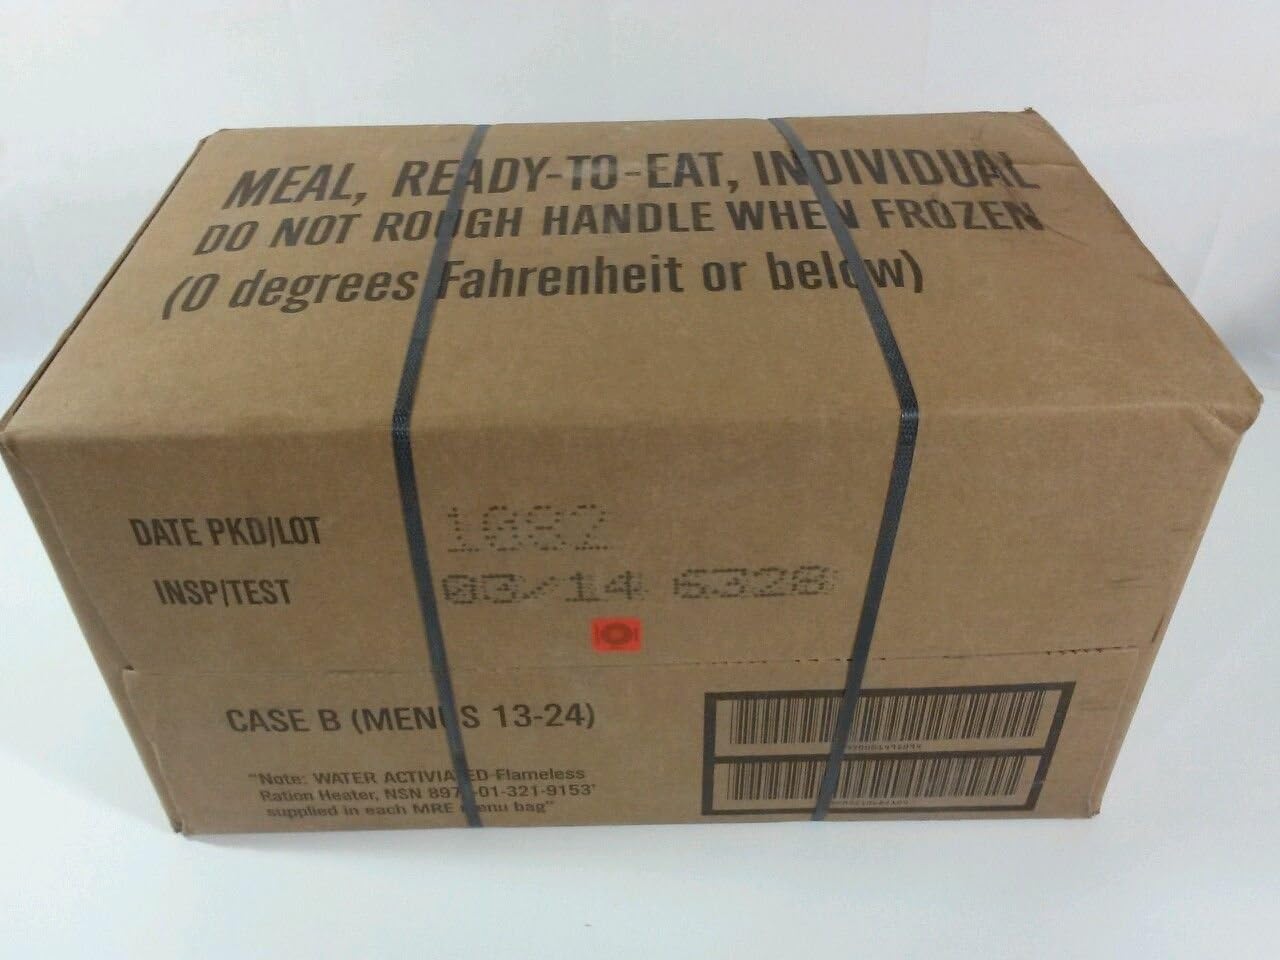 MEAL, READY-TO-EAT, INDIVIDUAL
DO NOT ROUGH HANDLE WHEN FROZEN
(0 degrees Fahrenheit or below)
DATE PKD/LOT 1082
INSP/TEST 03/14 6328
CASE B (MENUS 13-24)
"Note: WATER ACTIVIATED-Flameless
Ration Heater, NSN 897 -01-321-9153'
supplied in each MRE menu bag"